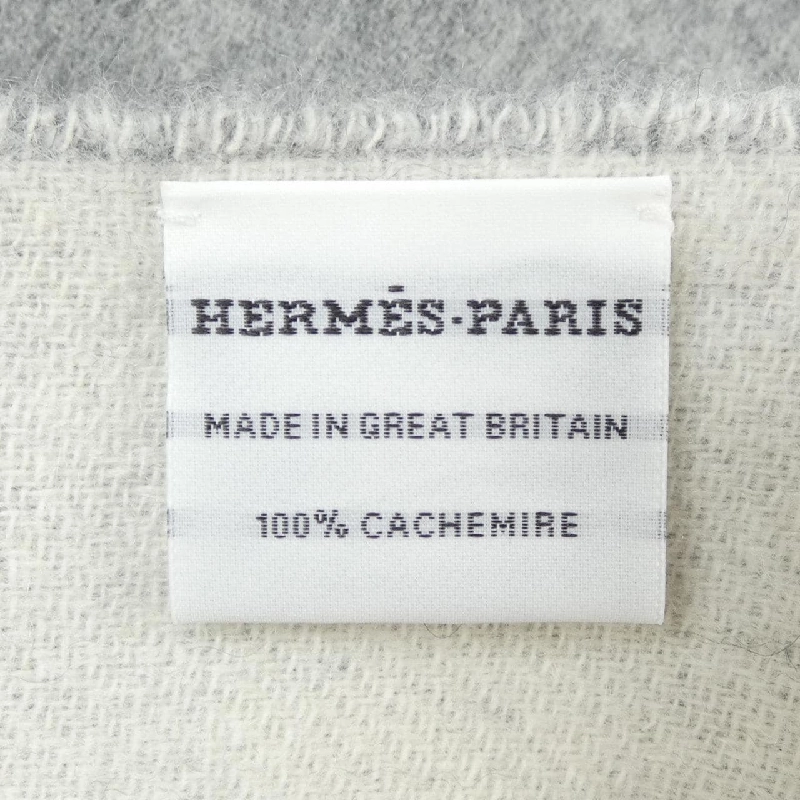 HERMÈS·PARIS
MADE IN GREAT BRITAIN
100% CACHEMIRE